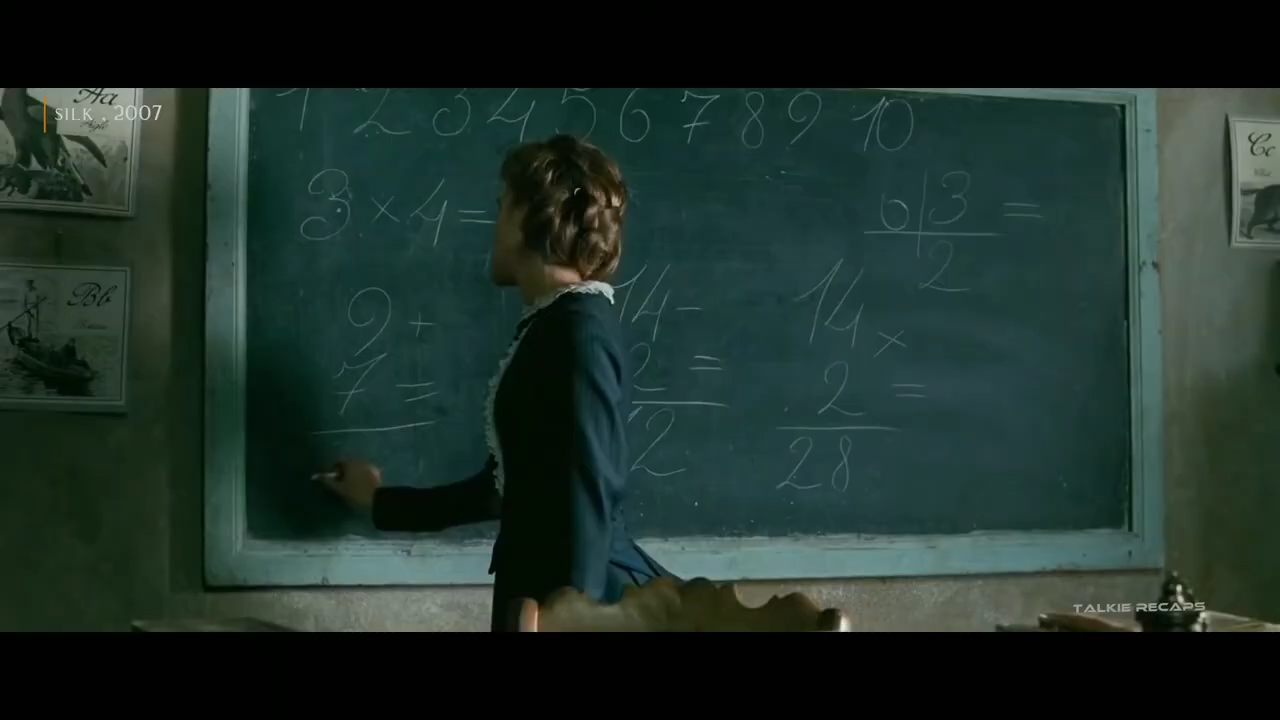 Aa
SILK . 2007
1 2 3 4 5 6 7 8 9 10
Cc
3 × 4 =
6 | 3 =
2
Bb
9 +
7 =
14 -
2 =
12
14 ×
2 =
28
TALKIE RECAPS